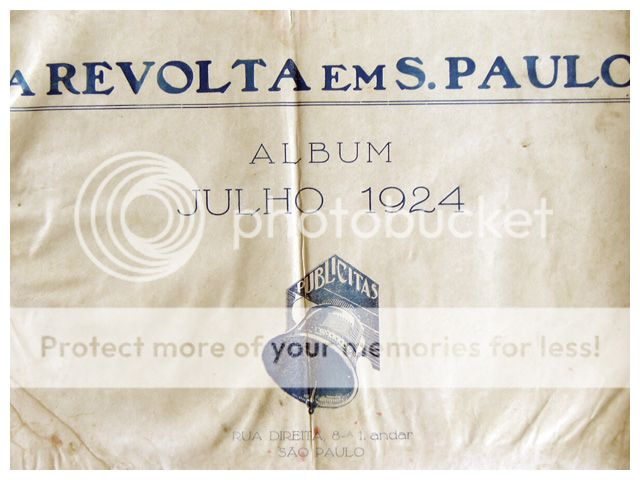 A REVOLTA EM S. PAULO
ALBUM
JULHO 1924
photobucket
PUBLICITAS
Protect more of your memories for less!
RUA DIREITA, 8-A 1. andar
SÃO PAULO